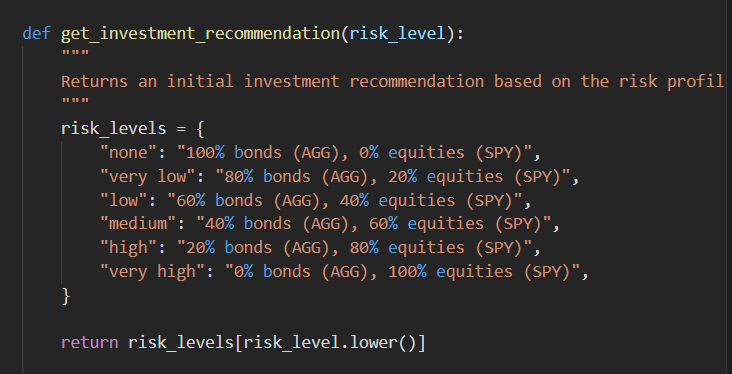 def get_investment_recommendation(risk_level):
    """
    Returns an initial investment recommendation based on the risk profil
    """
    risk_levels = {
        "none": "100% bonds (AGG), 0% equities (SPY)",
        "very low": "80% bonds (AGG), 20% equities (SPY)",
        "low": "60% bonds (AGG), 40% equities (SPY)",
        "medium": "40% bonds (AGG), 60% equities (SPY)",
        "high": "20% bonds (AGG), 80% equities (SPY)",
        "very high": "0% bonds (AGG), 100% equities (SPY)",
    }
    return risk_levels[risk_level.lower()]